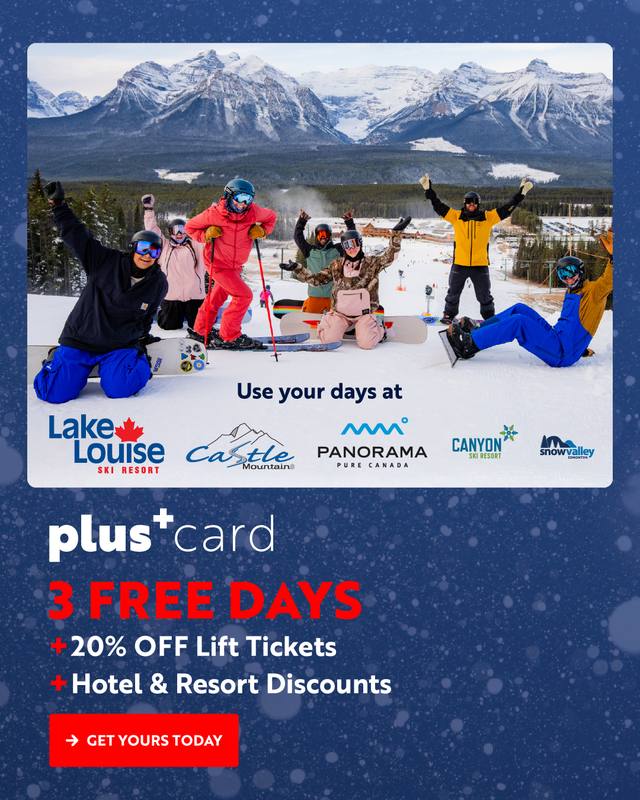 Use your days at
Lake
Louise
SKI RESORT
Castle
Mountain
PANORAMA
PURE CANADA
CANYON
SKI RESORT
snowvalley
EDMONTON
plus+card
3 FREE DAYS
+20% OFF Lift Tickets
+Hotel & Resort Discounts
→ GET YOURS TODAY